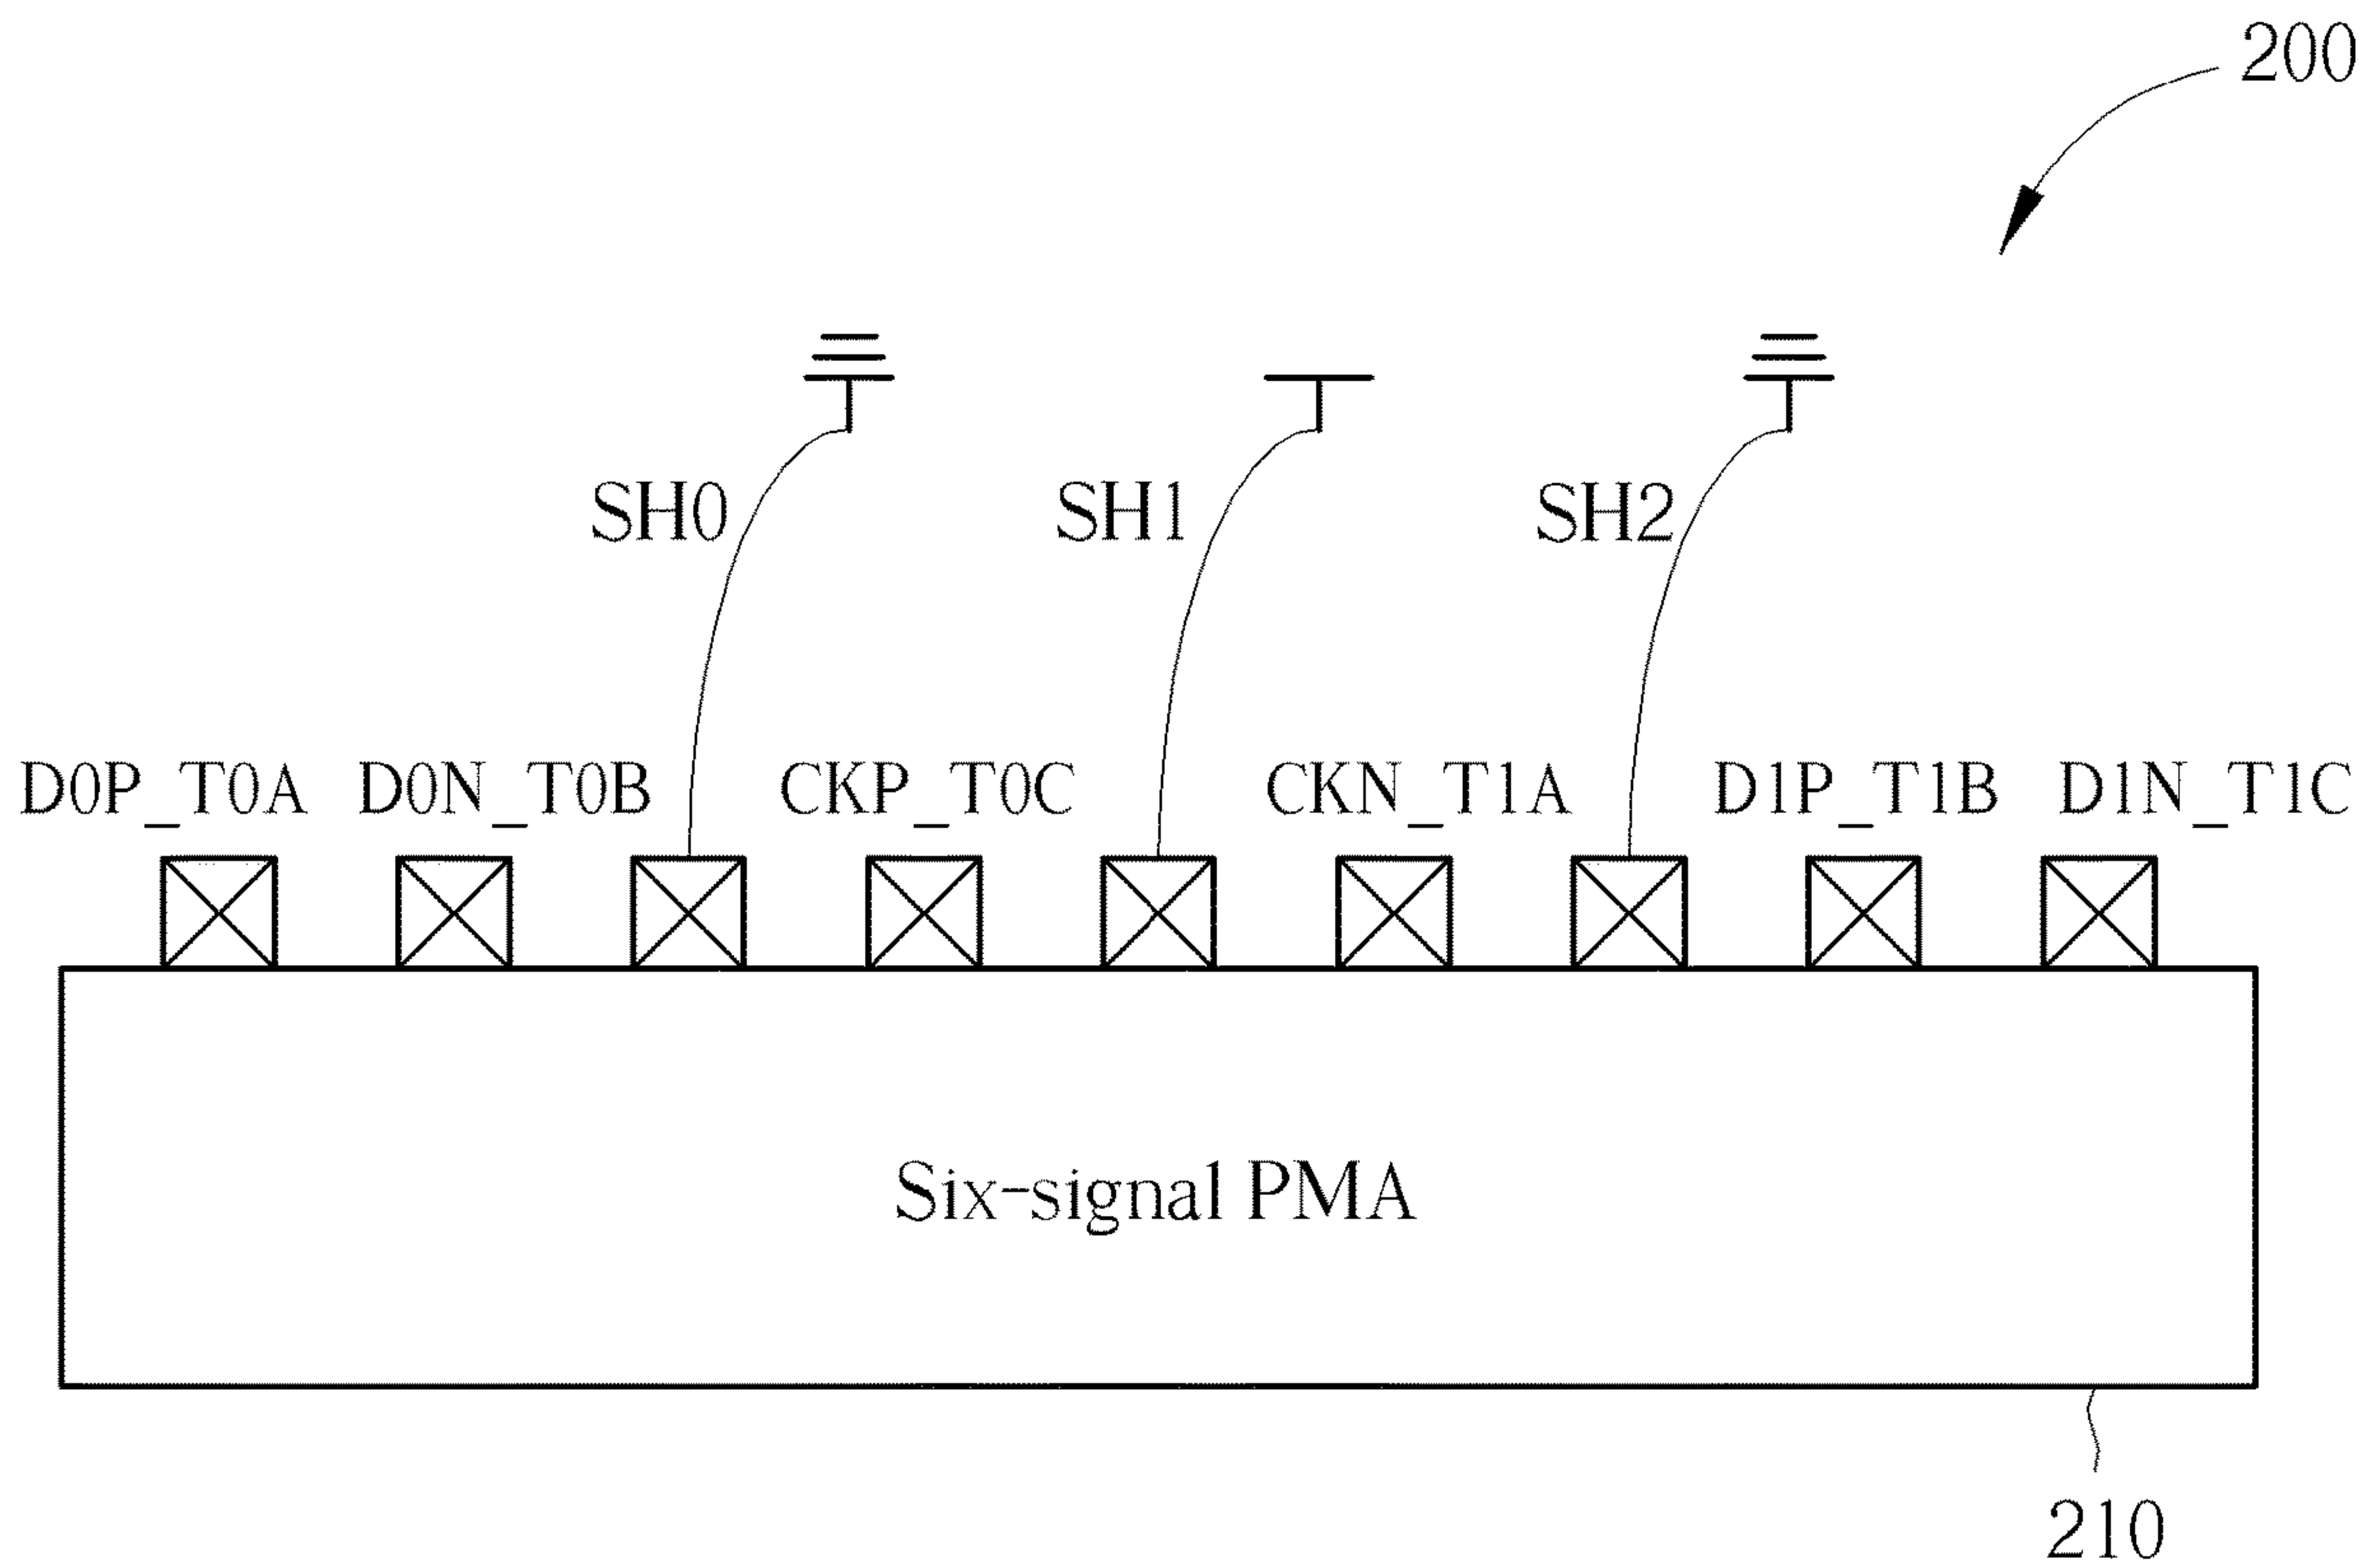 200
SH0 SH1 SH2
D0P_T0A D0N_T0B CKP_T0C CKN_T1A D1P_T1B D1N_T1C
Six-signal PMA
210